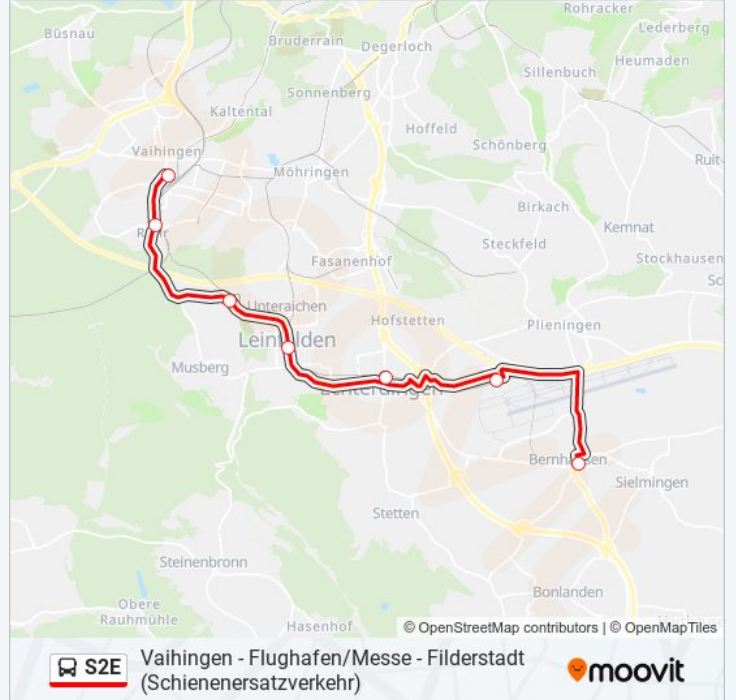 Rohracker
Büsnau
Bruderrain
Degerloch
Lederberg
Heumaden
Sillenbuch
Sonnenberg
Kaltental
Hoffeld
Schönberg
Vaihingen
Ruit
Möhringen
Birkach
Kemnat
Steckfeld
Stockhausen
Fasanenhof
Unteraichen
Hofstetten
Plieningen
Leinfelden
Musberg
Echterdingen
Bernhausen
Sielmingen
Stetten
Steinenbronn
Bonlanden
Obere
Rauhmühle
Hasenhof
© OpenStreetMap contributors | © OpenMapTiles
S2E
Vaihingen - Flughafen/Messe - Filderstadt
(Schienenersatzverkehr)
moovit